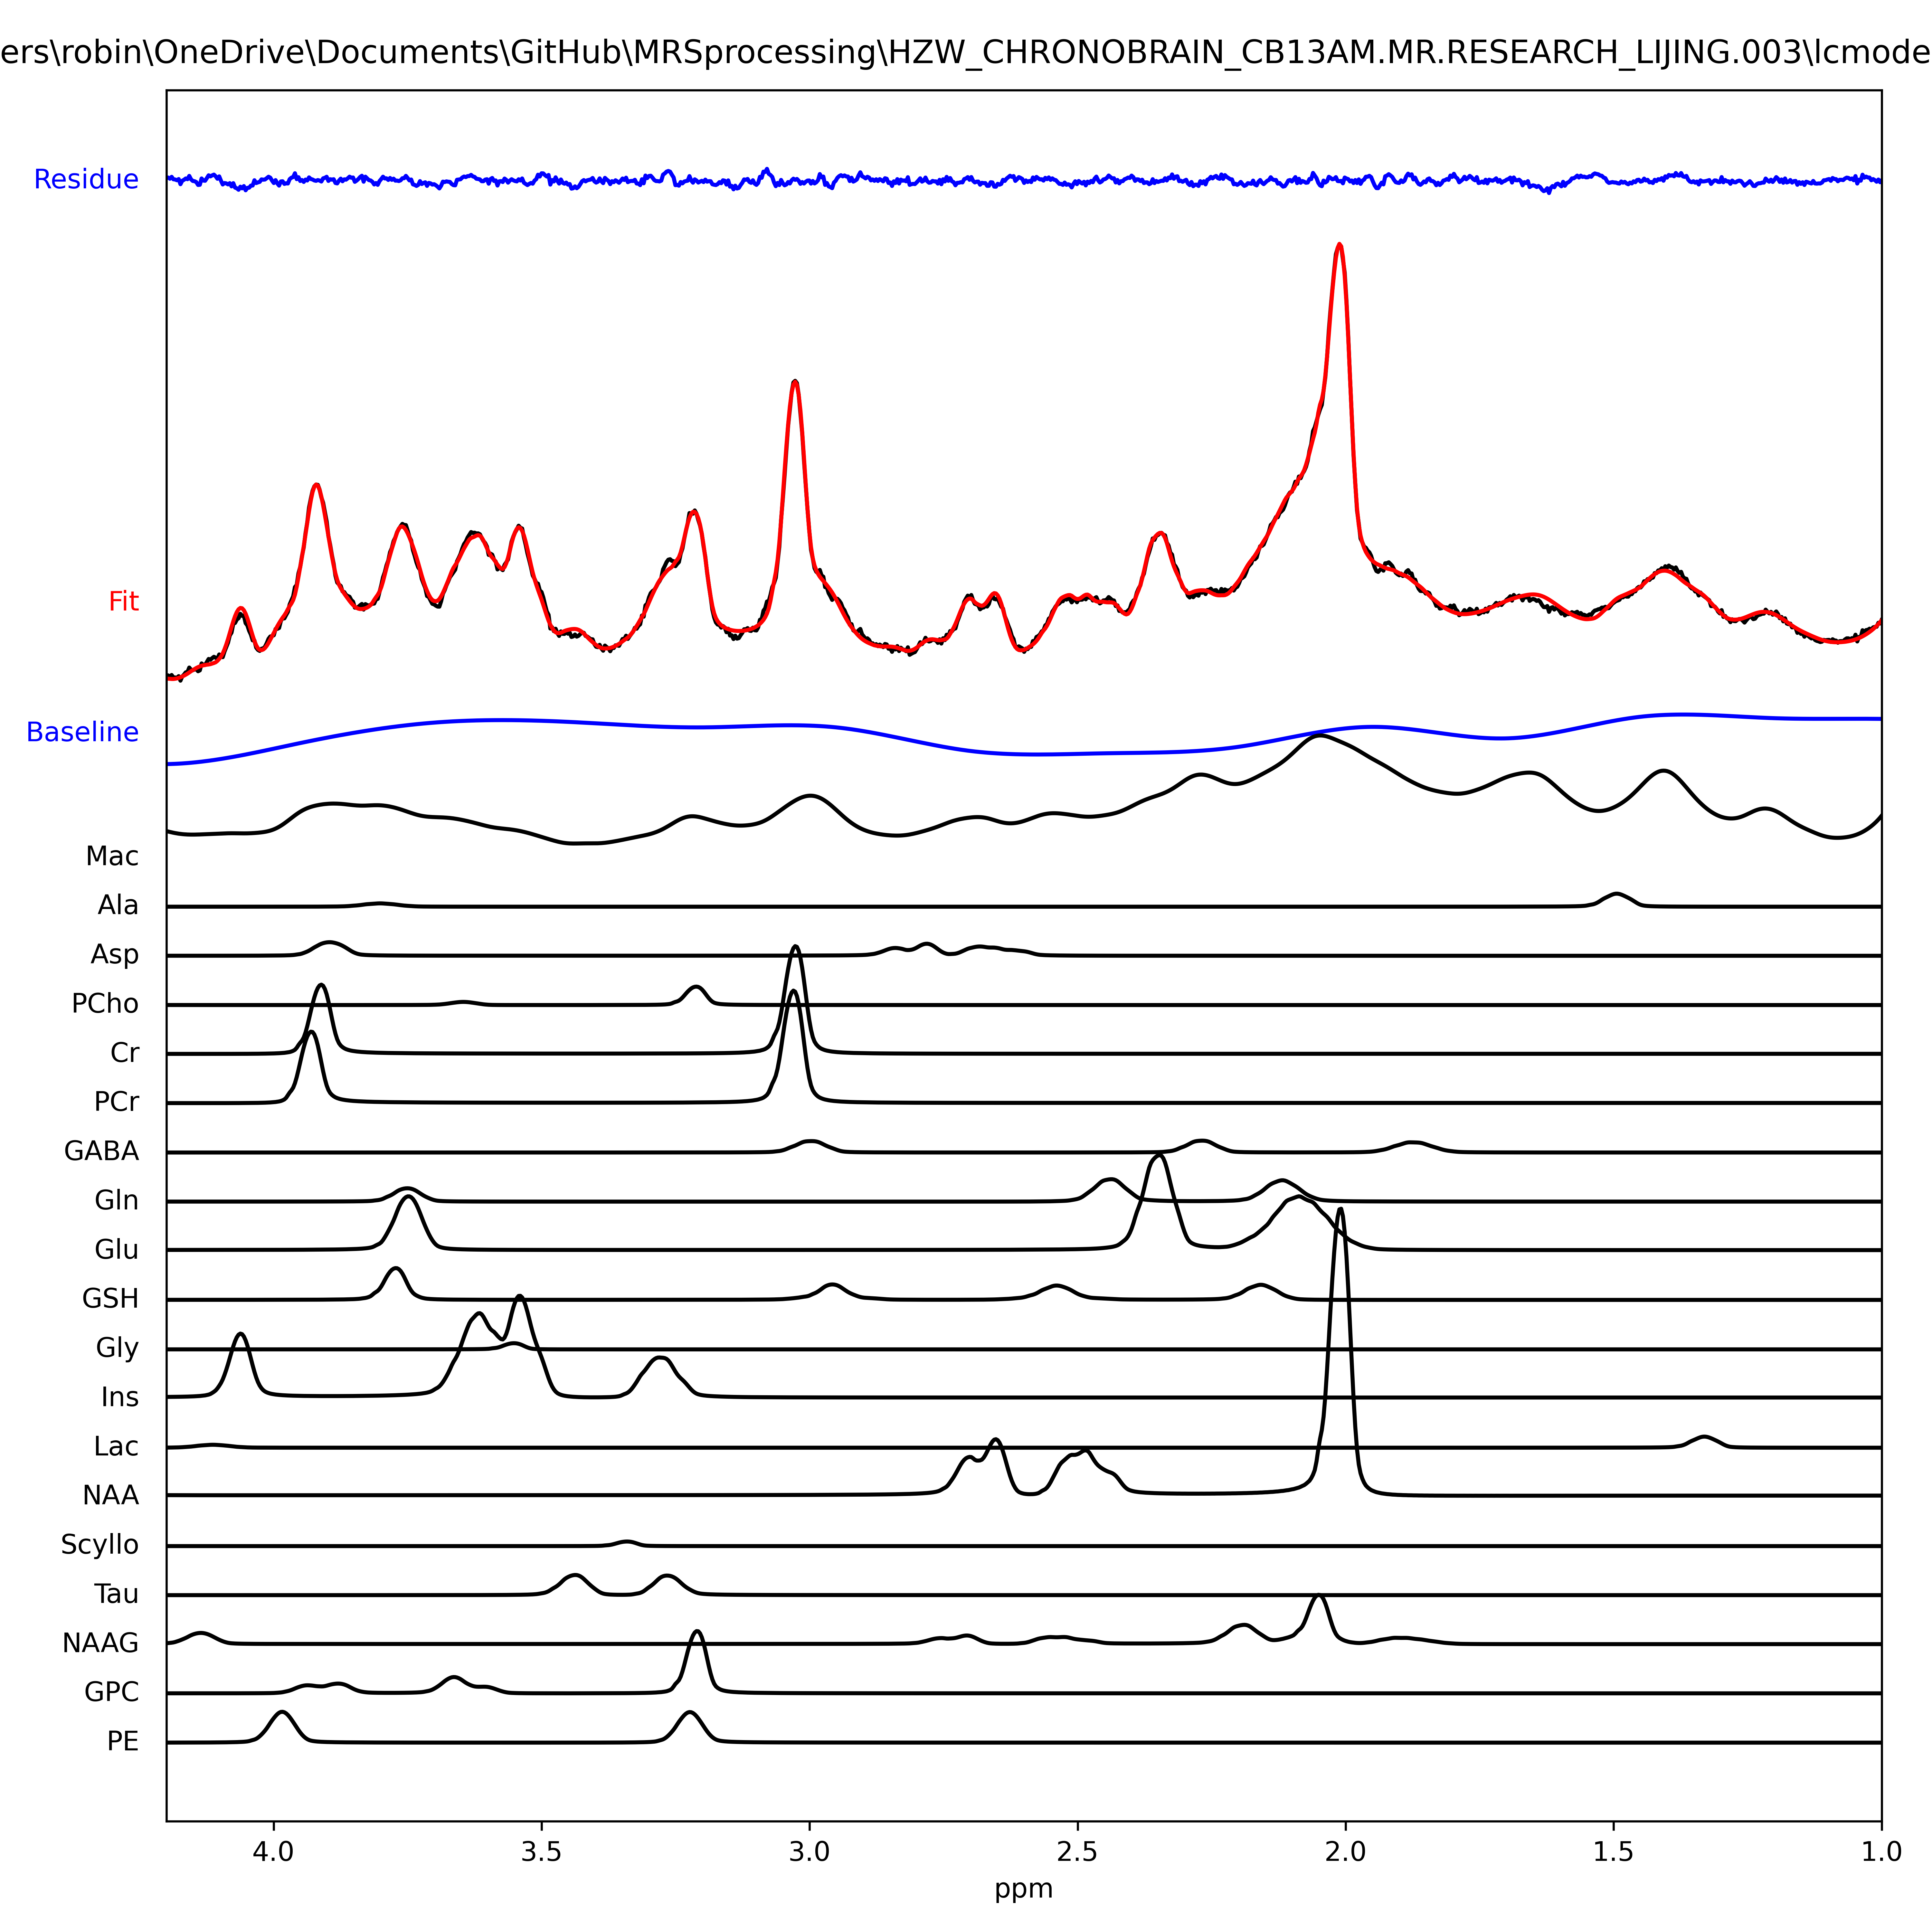 ers\robin\OneDrive\Documents\GitHub\MRSprocessing\HZW_CHRONOBRAIN_CB13AM.MR.RESEARCH_LIJING.003\lcmode
Residue
Fit
Baseline
Mac
Ala
Asp
PCho
Cr
PCr
GABA
Gln
Glu
GSH
Gly
Ins
Lac
NAA
Scyllo
Tau
NAAG
GPC
PE
4.0 3.5 3.0 2.5 2.0 1.5 1.0
ppm